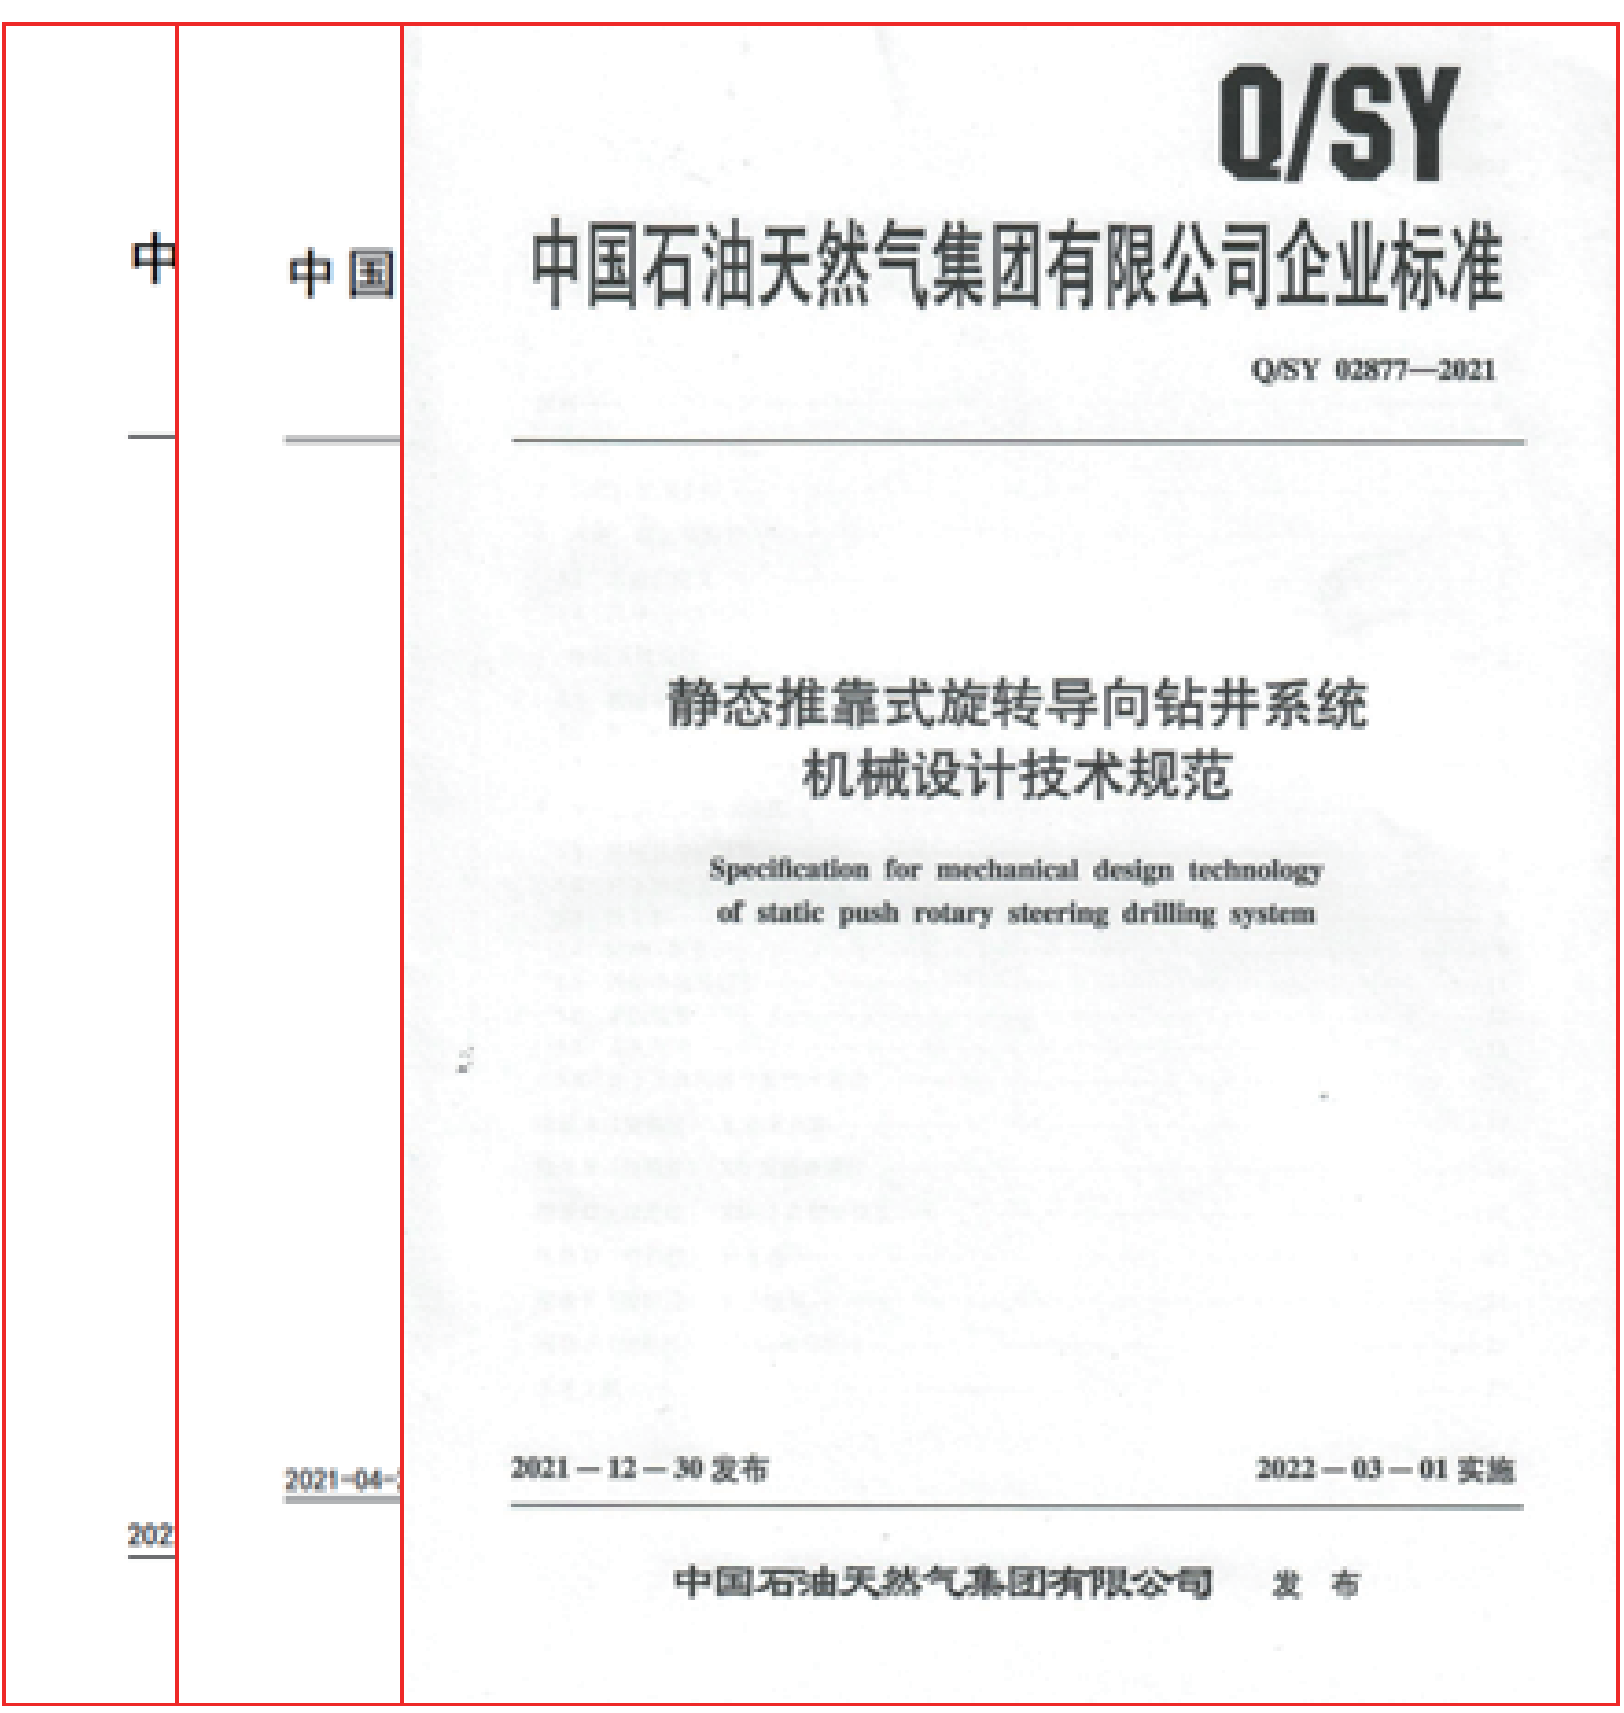 中
202
中国
2021-04-
Q/SY
中国石油天然气集团有限公司企业标准
Q/SY 02877—2021
静态推靠式旋转导向钻井系统
机械设计技术规范
Specification for mechanical design technology
of static push rotary steering drilling system
2021—12—30 发布
2022—03—01 实施
中国石油天然气集团有限公司 发布